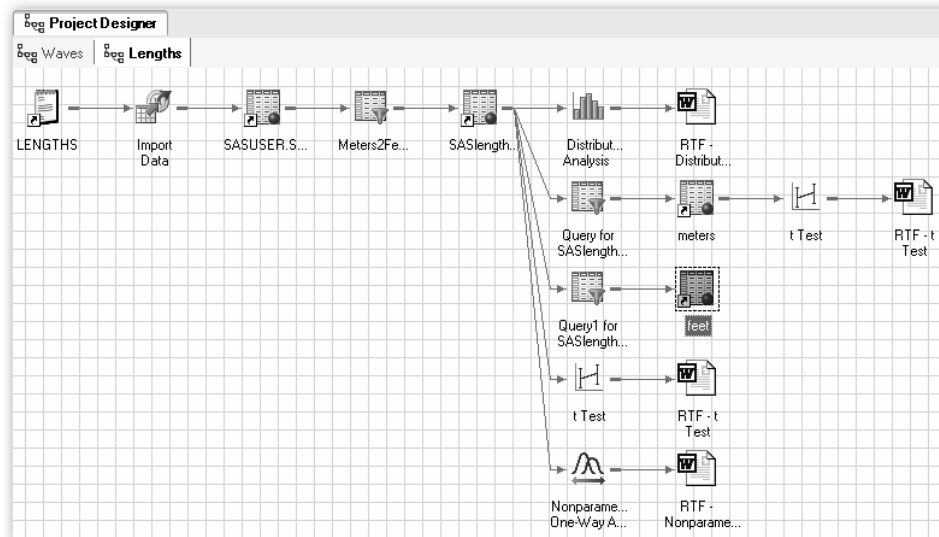 Project Designer
Waves Lengths
LENGTHS
Import
Data
SASUSER.S...
Meters2Fe...
SASlength...
Distribut...
Analysis
RTF -
Distribut...
Query for
SASlength...
meters
t Test
RTF - t
Test
Query1 for
SASlength...
feet
t Test
RTF - t
Test
Nonparame...
One-Way A...
RTF -
Nonparame...